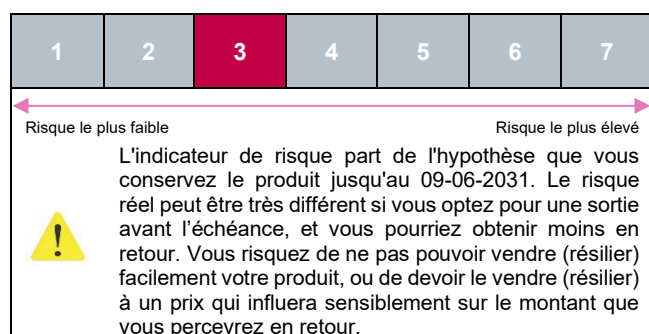 1 2 3 4 5 6 7
Risque le plus faible Risque le plus élevé
L'indicateur de risque part de l'hypothèse que vous
conservez le produit jusqu'au 09-06-2031. Le risque
réel peut être très différent si vous optez pour une sortie
avant l’échéance, et vous pourriez obtenir moins en
retour. Vous risquez de ne pas pouvoir vendre (résilier)
facilement votre produit, ou de devoir le vendre (résilier)
à un prix qui influera sensiblement sur le montant que
vous percevrez en retour.